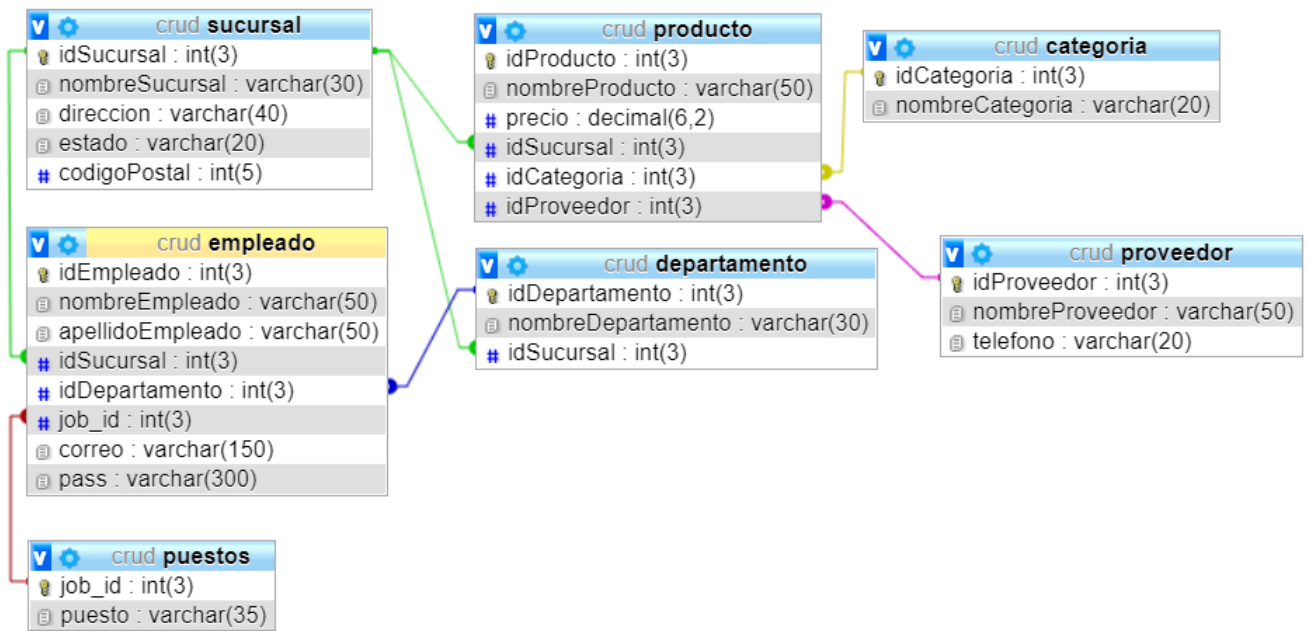 crud sucursal
idSucursal : int(3)
nombreSucursal : varchar(30)
direccion : varchar(40)
estado : varchar(20)
codigoPostal : int(5)
crud empleado
idEmpleado : int(3)
nombreEmpleado : varchar(50)
apellidoEmpleado : varchar(50)
idSucursal : int(3)
idDepartamento : int(3)
job_id : int(3)
correo : varchar(150)
pass : varchar(300)
crud puestos
job_id : int(3)
puesto : varchar(35)
crud producto
idProducto : int(3)
nombreProducto : varchar(50)
precio : decimal(6,2)
idSucursal : int(3)
idCategoria : int(3)
idProveedor : int(3)
crud departamento
idDepartamento : int(3)
nombreDepartamento : varchar(30)
idSucursal : int(3)
crud categoria
idCategoria : int(3)
nombreCategoria : varchar(20)
crud proveedor
idProveedor : int(3)
nombreProveedor : varchar(50)
telefono : varchar(20)